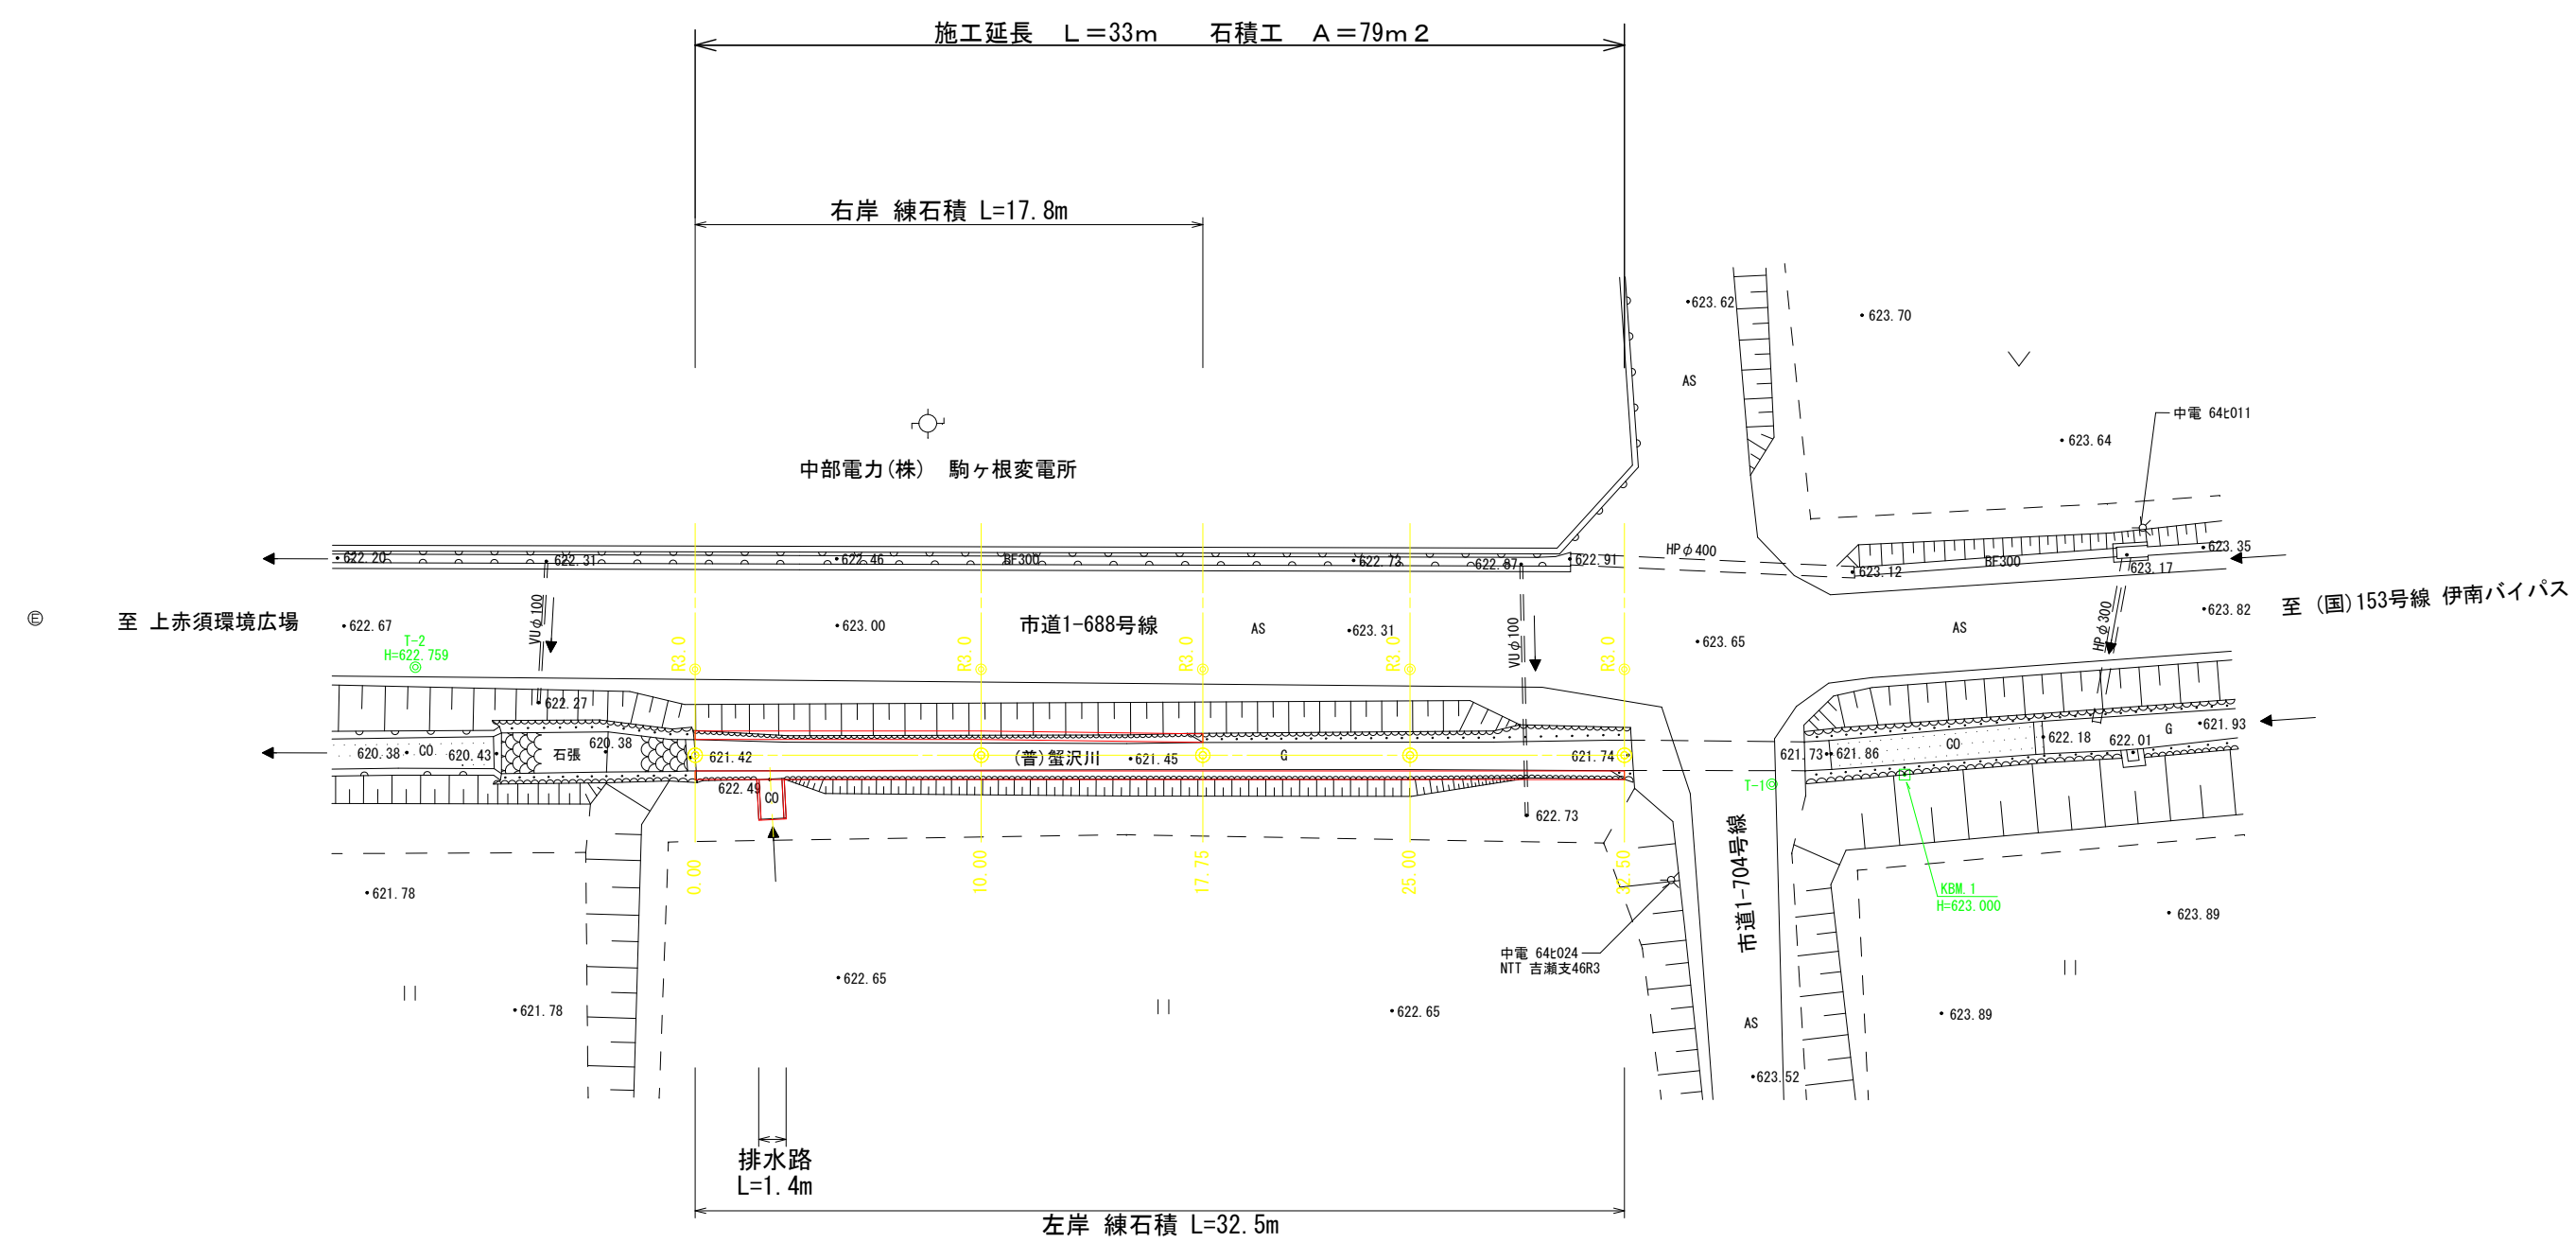 施工延長　L=33m　　石積工　A=79m2
右岸 練石積 L=17.8m
623.62
623.70
AS
中電 64ﾋ011
623.64
中部電力(株)　駒ヶ根変電所
622.20
622.31
622.46
BF300
622.73
622.87
622.91
HPφ400
623.12
BF300
623.17
623.35
Ⓔ
至 上赤須環境広場
622.67
T-2
H=622.759
VUφ100
623.00
市道1-688号線
AS
623.31
VUφ100
623.65
AS
HPφ300
623.82
至 (国)153号線 伊南バイパス
R3.0
R3.0
R3.0
R3.0
R3.0
622.27
620.38
CO
620.43
石張
620.38
621.42
(普)蟹沢川
621.45
G
621.74
621.73
621.86
CO
622.18
622.01
G
621.93
622.49
CO
622.73
T-1
0.00
10.00
17.75
25.00
32.50
市道1-704号線
KBM.1
H=623.000
621.78
623.89
中電 64ﾋ024
NTT 吉瀬支46R3
622.65
621.78
622.65
623.89
AS
623.52
排水路
L=1.4m
左岸 練石積 L=32.5m